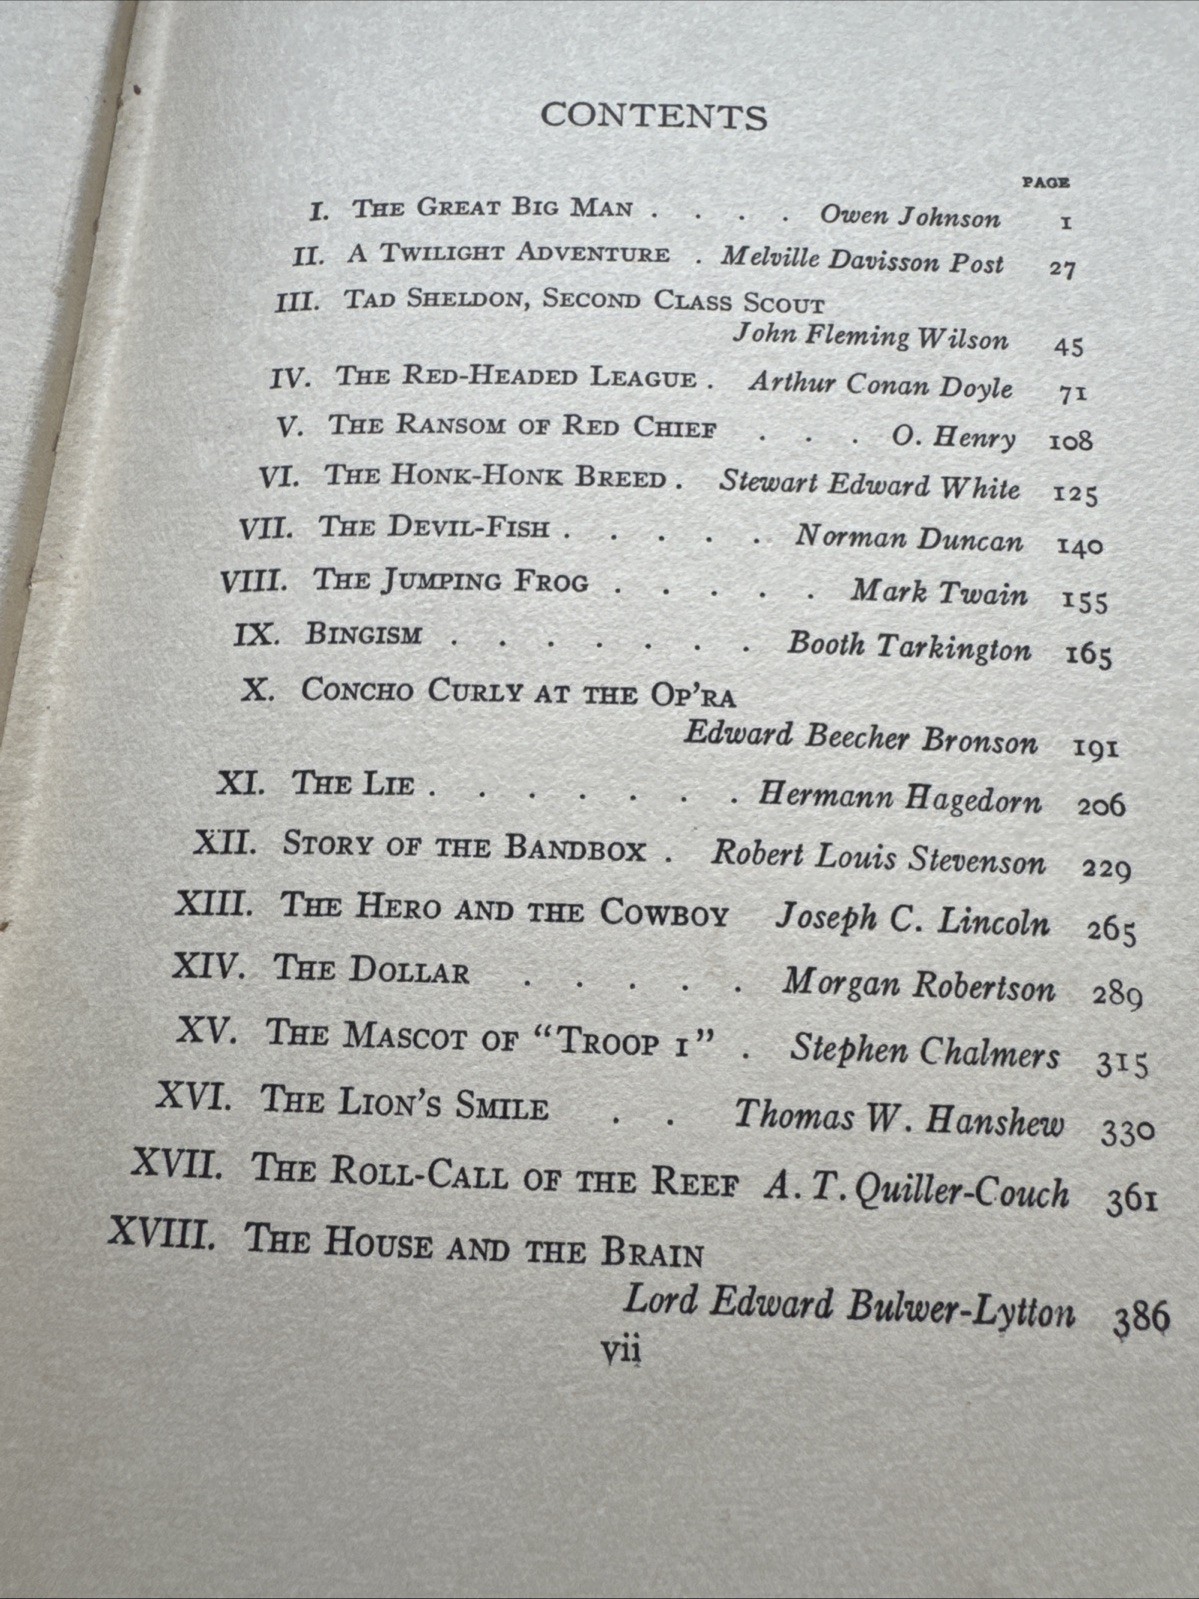 CONTENTS
PAGE
I. The Great Big Man . . . . Owen Johnson 1
II. A Twilight Adventure . Melville Davisson Post 27
III. Tad Sheldon, Second Class Scout
John Fleming Wilson 45
IV. The Red-Headed League . Arthur Conan Doyle 71
V. The Ransom of Red Chief . . . O. Henry 108
VI. The Honk-Honk Breed . Stewart Edward White 125
VII. The Devil-Fish . . . . . Norman Duncan 140
VIII. The Jumping Frog . . . . . Mark Twain 155
IX. Bingism . . . . . . . Booth Tarkington 165
X. Concho Curly at the Op'ra
Edward Beecher Bronson 191
XI. The Lie . . . . . . . Hermann Hagedorn 206
XII. Story of the Bandbox . Robert Louis Stevenson 229
XIII. The Hero and the Cowboy Joseph C. Lincoln 265
XIV. The Dollar . . . . . Morgan Robertson 289
XV. The Mascot of "Troop 1" . Stephen Chalmers 315
XVI. The Lion's Smile . . Thomas W. Hanshew 330
XVII. The Roll-Call of the Reef A. T. Quiller-Couch 361
XVIII. The House and the Brain
Lord Edward Bulwer-Lytton 386
vii